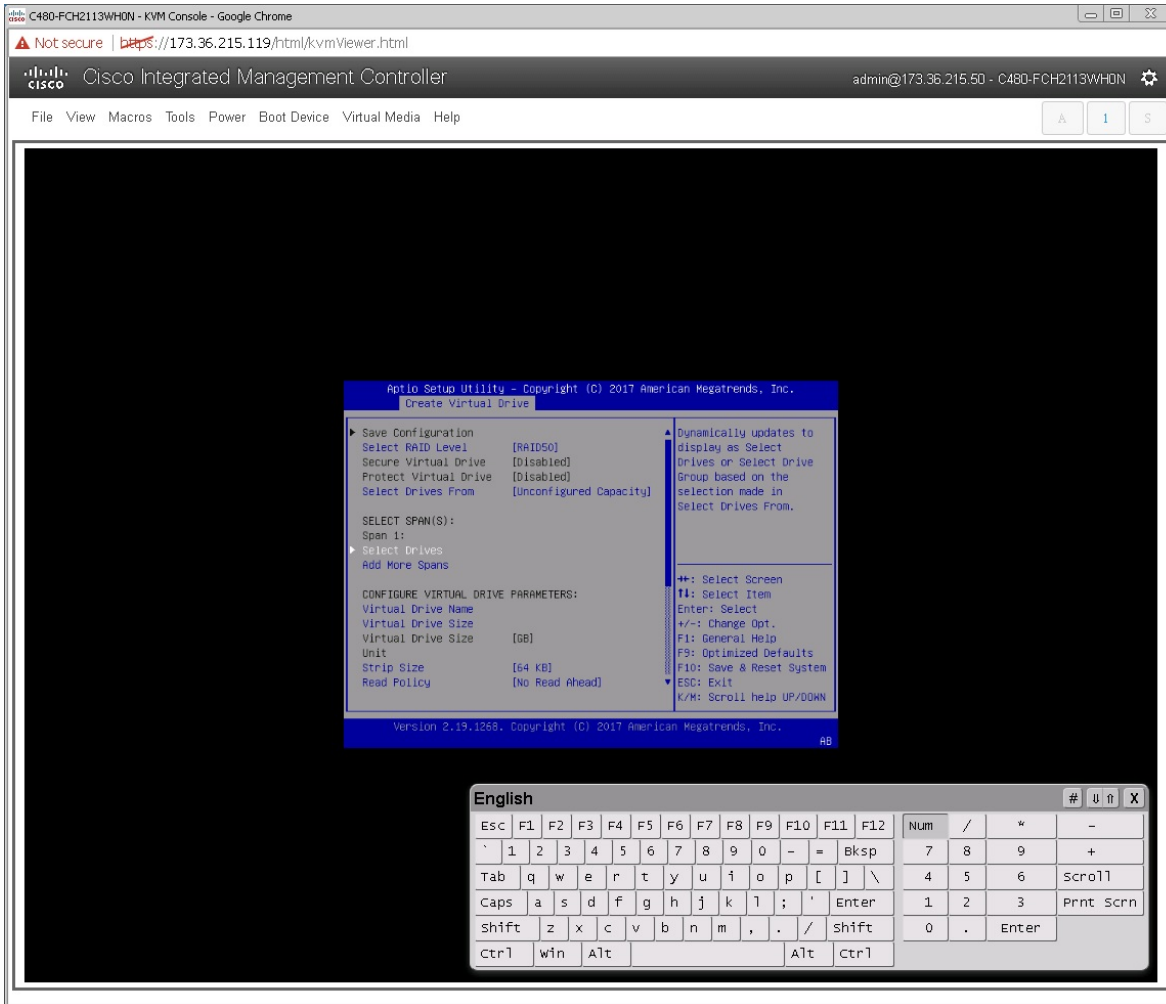 C480-FCH2113WH0N - KVM Console - Google Chrome
Not secure | https://173.36.215.119/html/kvmViewer.html
cisco Cisco Integrated Management Controller admin@173.36.215.50 - C480-FCH2113WH0N
File View Macros Tools Power Boot Device Virtual Media Help A 1 S
Aptio Setup Utility - Copyright (C) 2017 American Megatrends, Inc.
Create Virtual Drive
Save Configuration
Select RAID Level [RAID50]
Secure Virtual Drive [Disabled]
Protect Virtual Drive [Disabled]
Select Drives From [Unconfigured Capacity]
SELECT SPAN(S):
Span 1:
Select Drives
Add More Spans
CONFIGURE VIRTUAL DRIVE PARAMETERS:
Virtual Drive Name
Virtual Drive Size
Virtual Drive Size [GB]
Unit
Strip Size [64 KB]
Read Policy [No Read Ahead]
Dynamically updates to
display as Select
Drives or Select Drive
Group based on the
selection made in
Select Drives From.
→←: Select Screen
↑↓: Select Item
Enter: Select
+/-: Change Opt.
F1: General Help
F9: Optimized Defaults
F10: Save & Reset System
ESC: Exit
K/M: Scroll help UP/DOWN
Version 2.19.1268. Copyright (C) 2017 American Megatrends, Inc.
AB
English # ⇓⇑ X
Esc F1 F2 F3 F4 F5 F6 F7 F8 F9 F10 F11 F12 Num / * -
` 1 2 3 4 5 6 7 8 9 0 - = Bksp 7 8 9 +
Tab q w e r t y u i o p [ ] \ 4 5 6 Scroll
Caps a s d f g h j k l ; ' Enter 1 2 3 Prnt Scrn
Shift z x c v b n m , . / Shift 0 . Enter
Ctrl Win Alt Alt Ctrl